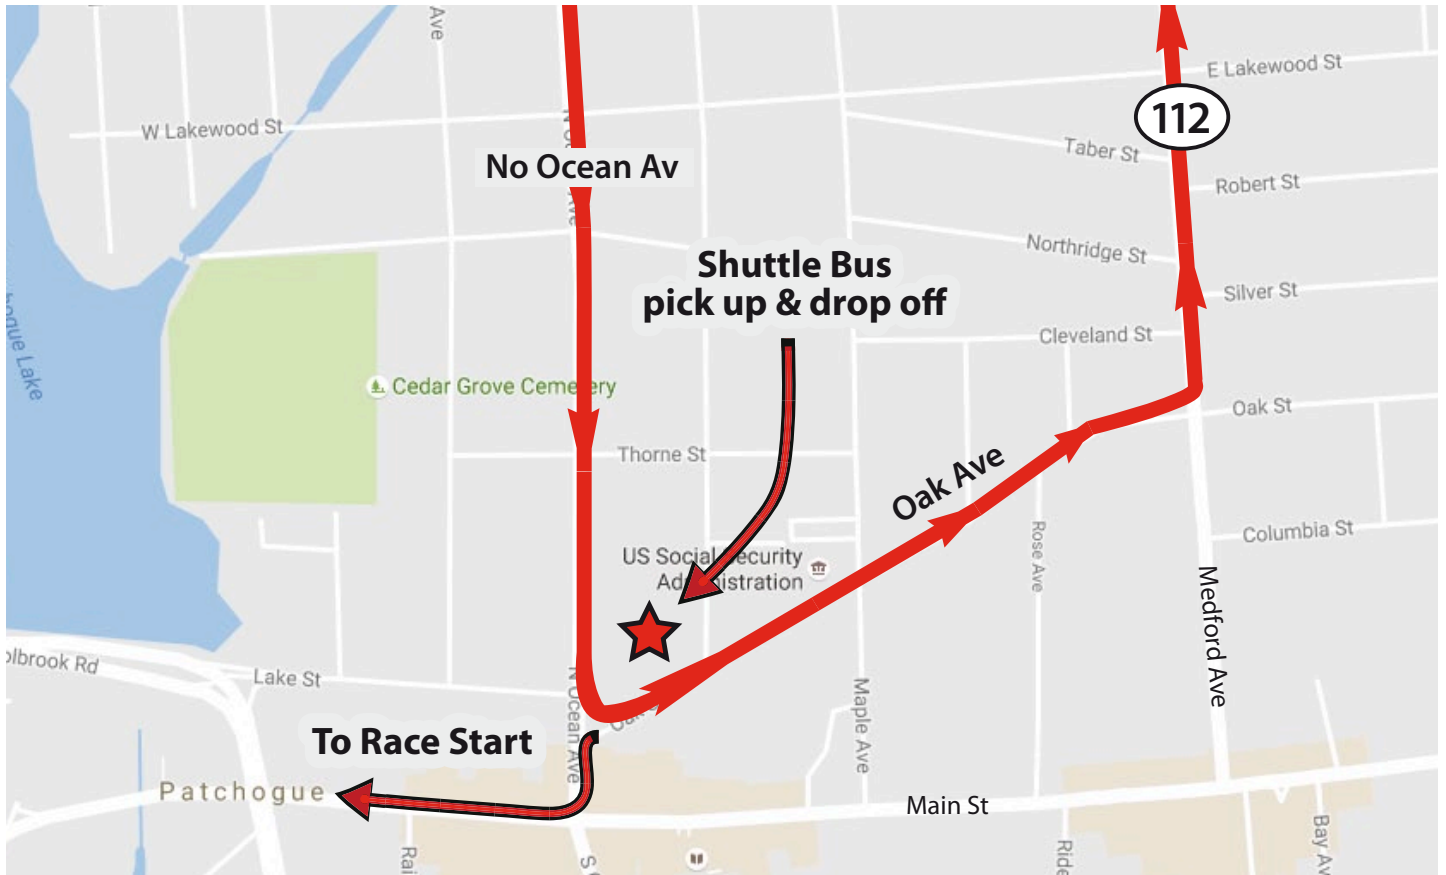 Ave
E Lakewood St
112
W Lakewood St
Taber St
No Ocean Av
Robert St
Northridge St
Shuttle Bus
pick up & drop off
Silver St
Cleveland St
Lake
Cedar Grove Cemetery
Oak St
Thorne St
Oak Ave
Columbia St
Rose Ave
US Social Security
Administration
Medford Ave
Lake St
N Ocean Ave
Maple Ave
To Race Start
Patchogue
Main St